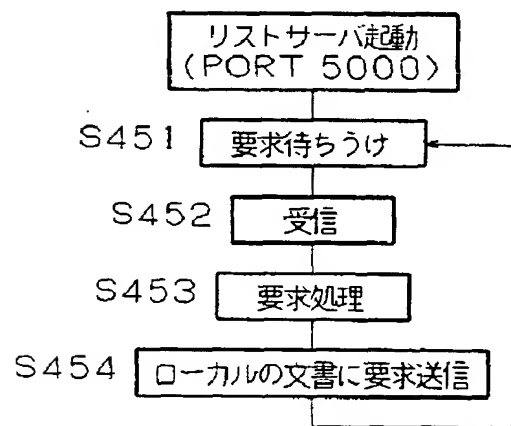 リストサーバ起動
(PORT 5000)
S451 要求待ちうけ
S452 受信
S453 要求処理
S454 ローカルの文書に要求送信